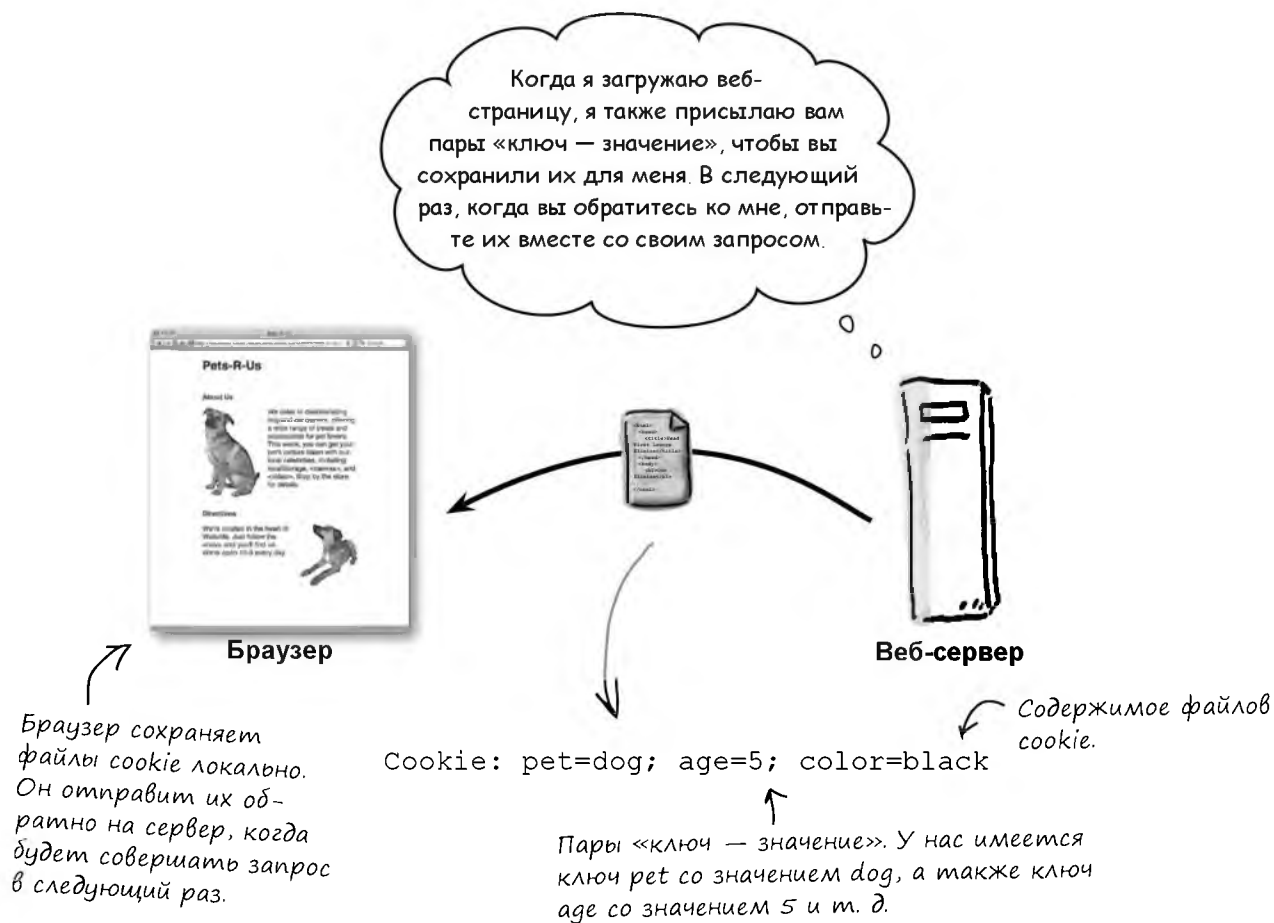 Когда я загружаю веб-
страницу, я также присылаю вам
пары «ключ — значение», чтобы вы
сохранили их для меня. В следующий
раз, когда вы обратитесь ко мне, отправь-
те их вместе со своим запросом.
Pets-R-Us
About Us
Directions
Браузер
Веб-сервер
Браузер сохраняет
файлы cookie локально.
Он отправит их об-
ратно на сервер, когда
будет совершать запрос
в следующий раз.
Содержимое файлов
cookie.
Cookie: pet=dog; age=5; color=black
Пары «ключ — значение». У нас имеется
ключ pet со значением dog, а также ключ
age со значением 5 и т. д.